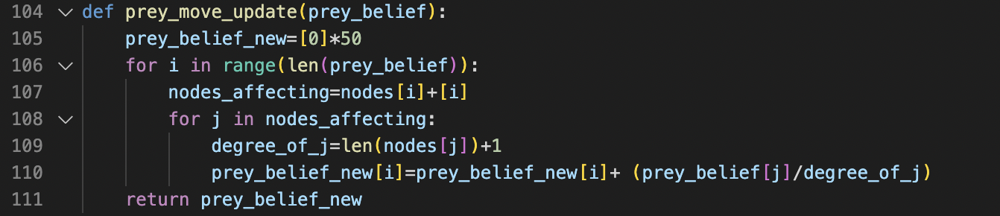 104 def prey_move_update(prey_belief):
105     prey_belief_new=[0]*50
106     for i in range(len(prey_belief)):
107         nodes_affecting=nodes[i]+[i]
108         for j in nodes_affecting:
109             degree_of_j=len(nodes[j])+1
110             prey_belief_new[i]=prey_belief_new[i]+ (prey_belief[j]/degree_of_j)
111     return prey_belief_new